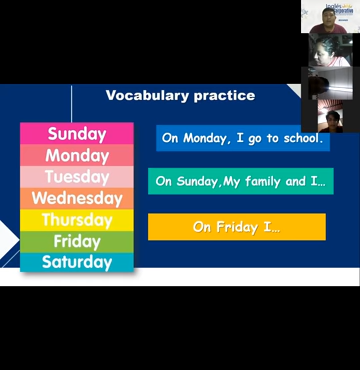 Inglés
Vocabulary practice
Sunday
Monday
Tuesday
Wednesday
Thursday
Friday
Saturday
On Monday, I go to school.
On Sunday,My family and I...
On Friday I...